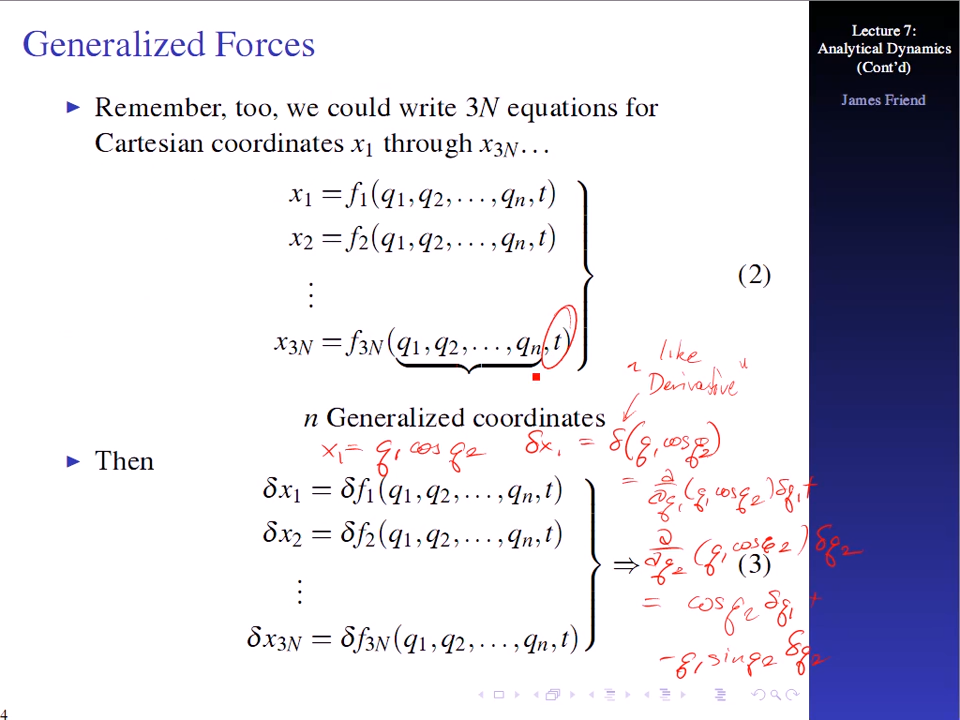 Generalized Forces
Lecture 7:
Analytical Dynamics
(Cont'd)
James Friend
▶ Remember, too, we could write 3N equations for
Cartesian coordinates x₁ through x₃N...
x₁ = f₁(q₁, q₂, ..., qₙ, t)
x₂ = f₂(q₁, q₂, ..., qₙ, t)
⋮
(2)
x₃N = f₃N(q₁, q₂, ..., qₙ, t)
n Generalized coordinates
" like
Derivative "
x₁ = q₁ cos q₂ δx₁ = δ(q₁ cos q₂)
▶ Then
δx₁ = δf₁(q₁, q₂, ..., qₙ, t)
δx₂ = δf₂(q₁, q₂, ..., qₙ, t)
⋮
δx₃N = δf₃N(q₁, q₂, ..., qₙ, t)
⇒ (3)
= ∂/∂q₁ (q₁ cos q₂) δq₁ +
∂/∂q₂ (q₁ cos q₂) δq₂
= cos q₂ δq₁ +
- q₁ sin q₂ δq₂
4